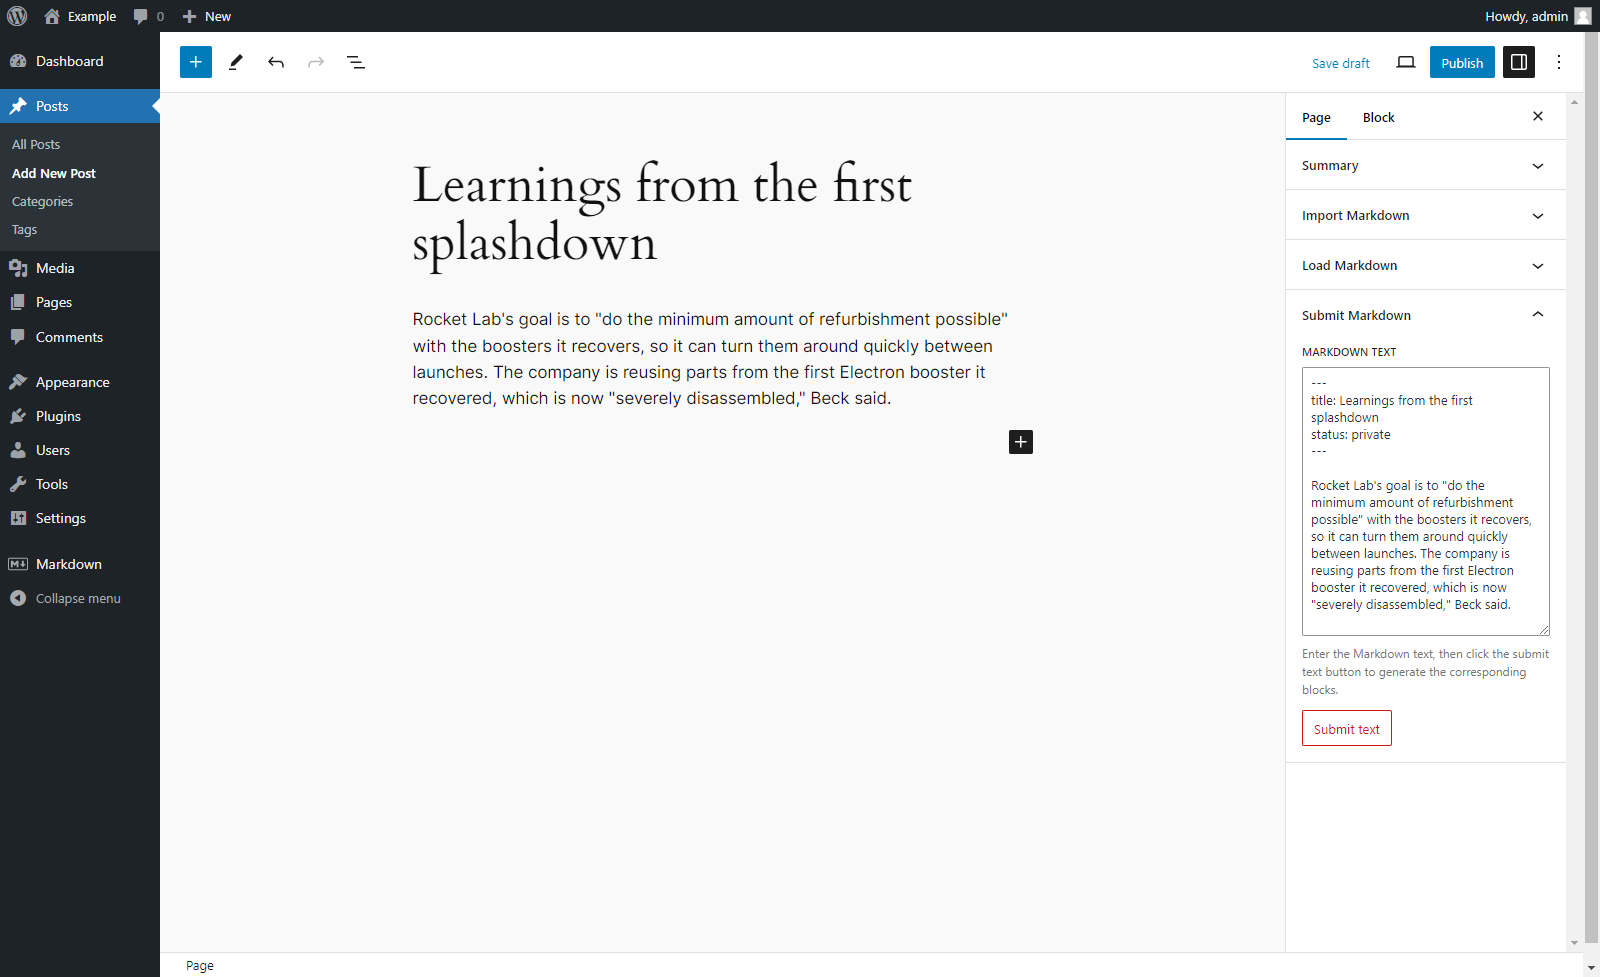 Example
0
New
Howdy, admin
Dashboard
Posts
All Posts
Add New Post
Categories
Tags
Media
Pages
Comments
Appearance
Plugins
Users
Tools
Settings
Markdown
Collapse menu
Save draft
Publish
Learnings from the first
splashdown
Rocket Lab's goal is to "do the minimum amount of refurbishment possible"
with the boosters it recovers, so it can turn them around quickly between
launches. The company is reusing parts from the first Electron booster it
recovered, which is now "severely disassembled," Beck said.
Page
Block
Summary
Import Markdown
Load Markdown
Submit Markdown
MARKDOWN TEXT
---
title: Learnings from the first
splashdown
status: private
---
Rocket Lab's goal is to "do the
minimum amount of refurbishment
possible" with the boosters it recovers,
so it can turn them around quickly
between launches. The company is
reusing parts from the first Electron
booster it recovered, which is now
"severely disassembled," Beck said.
Enter the Markdown text, then click the submit
text button to generate the corresponding
blocks.
Submit text
Page